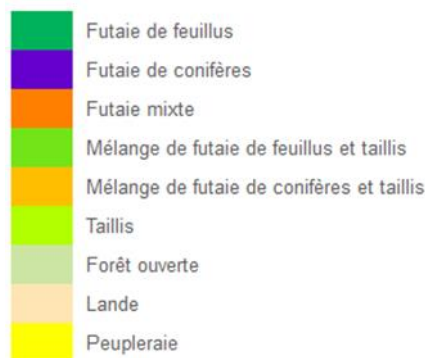 Futaie de feuillus
Futaie de conifères
Futaie mixte
Mélange de futaie de feuillus et taillis
Mélange de futaie de conifères et taillis
Taillis
Forêt ouverte
Lande
Peupleraie